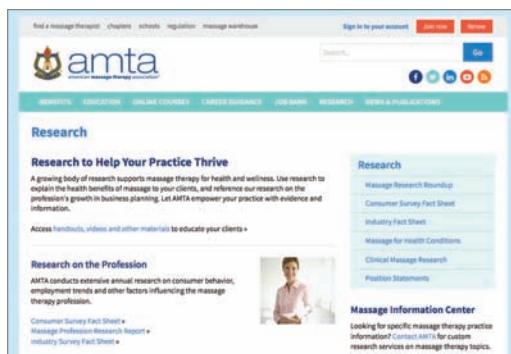 find a massage therapist chapters schools regulation massage warehouse
Sign in to your account Join now Renew
Search...
Go
amta
american massage therapy association®
BENEFITS EDUCATION ONLINE COURSES CAREER GUIDANCE JOB BANK RESEARCH NEWS & PUBLICATIONS
Research
Research to Help Your Practice Thrive
A growing body of research supports massage therapy for health and wellness. Use research to
explain the health benefits of massage to your clients, and reference our research on the
profession's growth in business planning. Let AMTA empower your practice with evidence and
information.
Access handouts, videos and other materials to educate your clients »
Research on the Profession
AMTA conducts extensive annual research on consumer behavior,
employment trends and other factors influencing the massage
therapy profession.
Consumer Survey Fact Sheet »
Massage Profession Research Report »
Industry Survey Fact Sheet »
Research
Massage Research Roundup
Consumer Survey Fact Sheet
Industry Fact Sheet
Massage for Health Conditions
Clinical Massage Research
Position Statements
Massage Information Center
Looking for specific massage therapy practice
information? Contact AMTA for custom
research services on massage therapy topics.